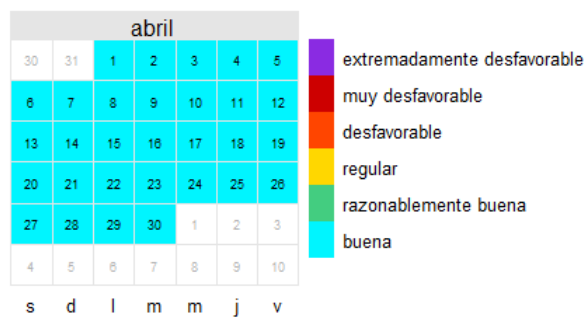 abril
30 31 1 2 3 4 5
6 7 8 9 10 11 12
13 14 15 16 17 18 19
20 21 22 23 24 25 26
27 28 29 30 1 2 3
4 5 6 7 8 9 10
s d l m m j v
extremadamente desfavorable
muy desfavorable
desfavorable
regular
razonablemente buena
buena